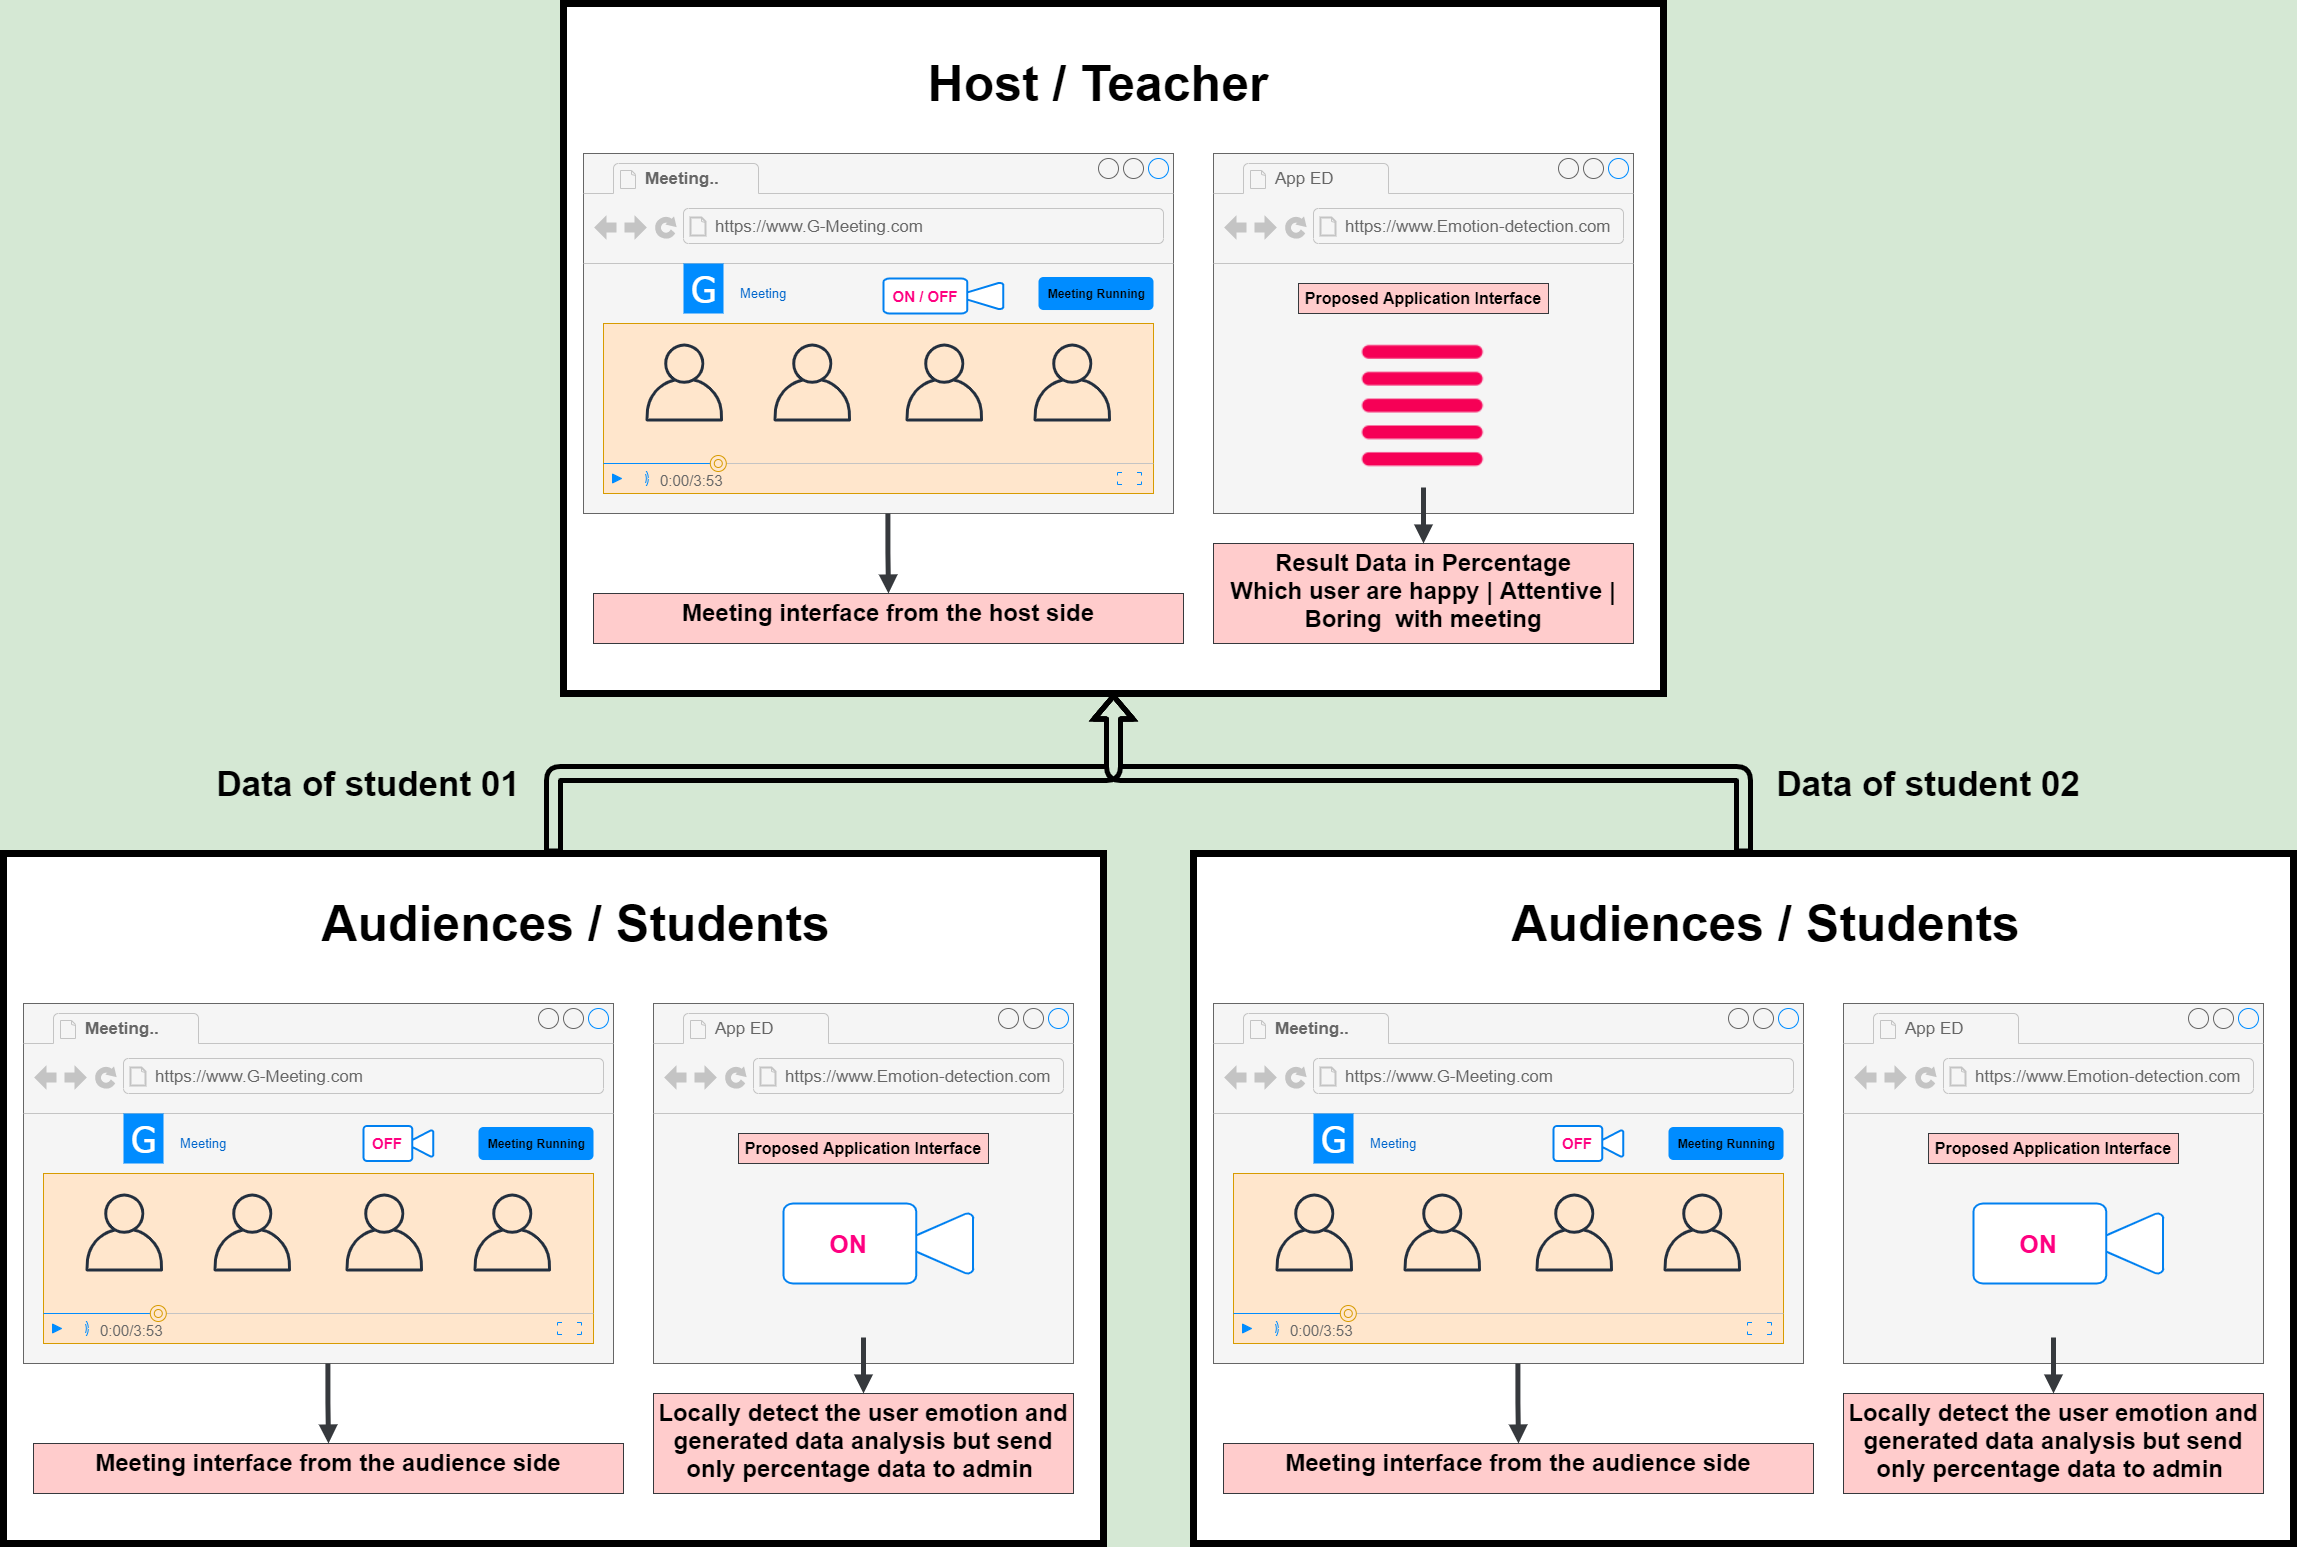 Host / Teacher
Meeting..
https://www.G-Meeting.com
G
Meeting
ON / OFF
Meeting Running
0:00/3:53
Meeting interface from the host side
App ED
https://www.Emotion-detection.com
Proposed Application Interface
Result Data in Percentage
Which user are happy | Attentive |
Boring with meeting
Data of student 01
Data of student 02
Audiences / Students
Meeting..
https://www.G-Meeting.com
G
Meeting
OFF
Meeting Running
0:00/3:53
Meeting interface from the audience side
App ED
https://www.Emotion-detection.com
Proposed Application Interface
ON
Locally detect the user emotion and
generated data analysis but send
only percentage data to admin
Audiences / Students
Meeting..
https://www.G-Meeting.com
G
Meeting
OFF
Meeting Running
0:00/3:53
Meeting interface from the audience side
App ED
https://www.Emotion-detection.com
Proposed Application Interface
ON
Locally detect the user emotion and
generated data analysis but send
only percentage data to admin